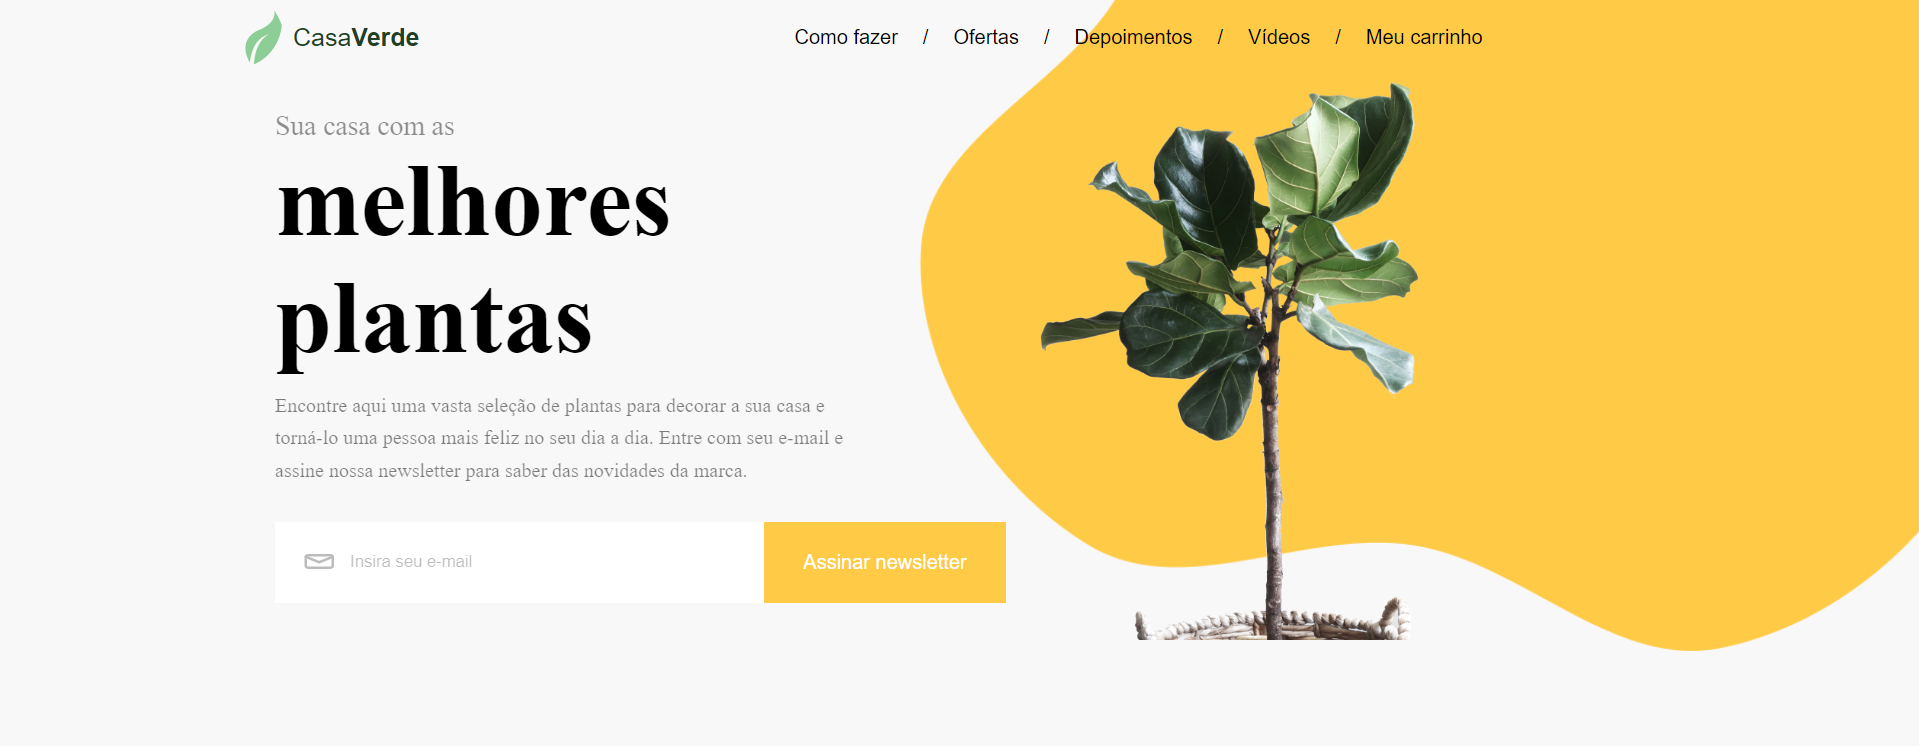 CasaVerde
Como fazer / Ofertas / Depoimentos / Vídeos / Meu carrinho
Sua casa com as
melhores
plantas
Encontre aqui uma vasta seleção de plantas para decorar a sua casa e
torná-lo uma pessoa mais feliz no seu dia a dia. Entre com seu e-mail e
assine nossa newsletter para saber das novidades da marca.
Insira seu e-mail
Assinar newsletter